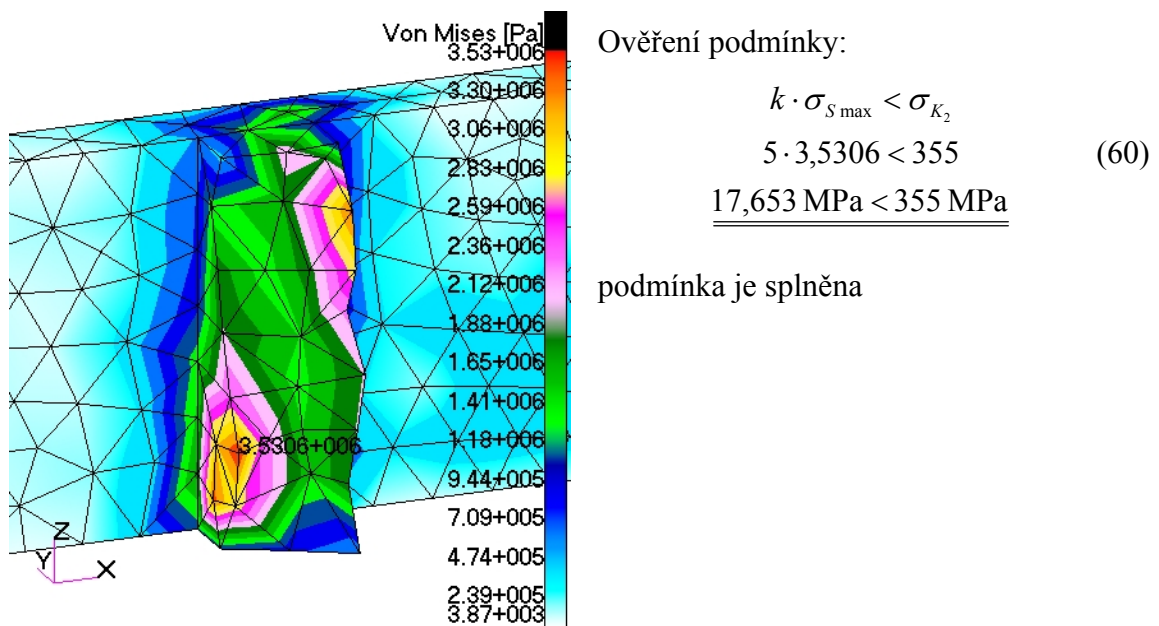 Von Mises [Pa]
3.53+006
3.30+006
3.06+006
2.83+006
2.59+006
2.36+006
2.12+006
1.88+006
1.65+006
1.41+006
1.18+006
9.44+005
7.09+005
4.74+005
2.39+005
3.87+003
3.5306+006
Z
Y
X
Ověření podmínky:
k · σ_{S max} < σ_{K_2}
5 · 3,5306 < 355 (60)
17,653 MPa < 355 MPa
podmínka je splněna